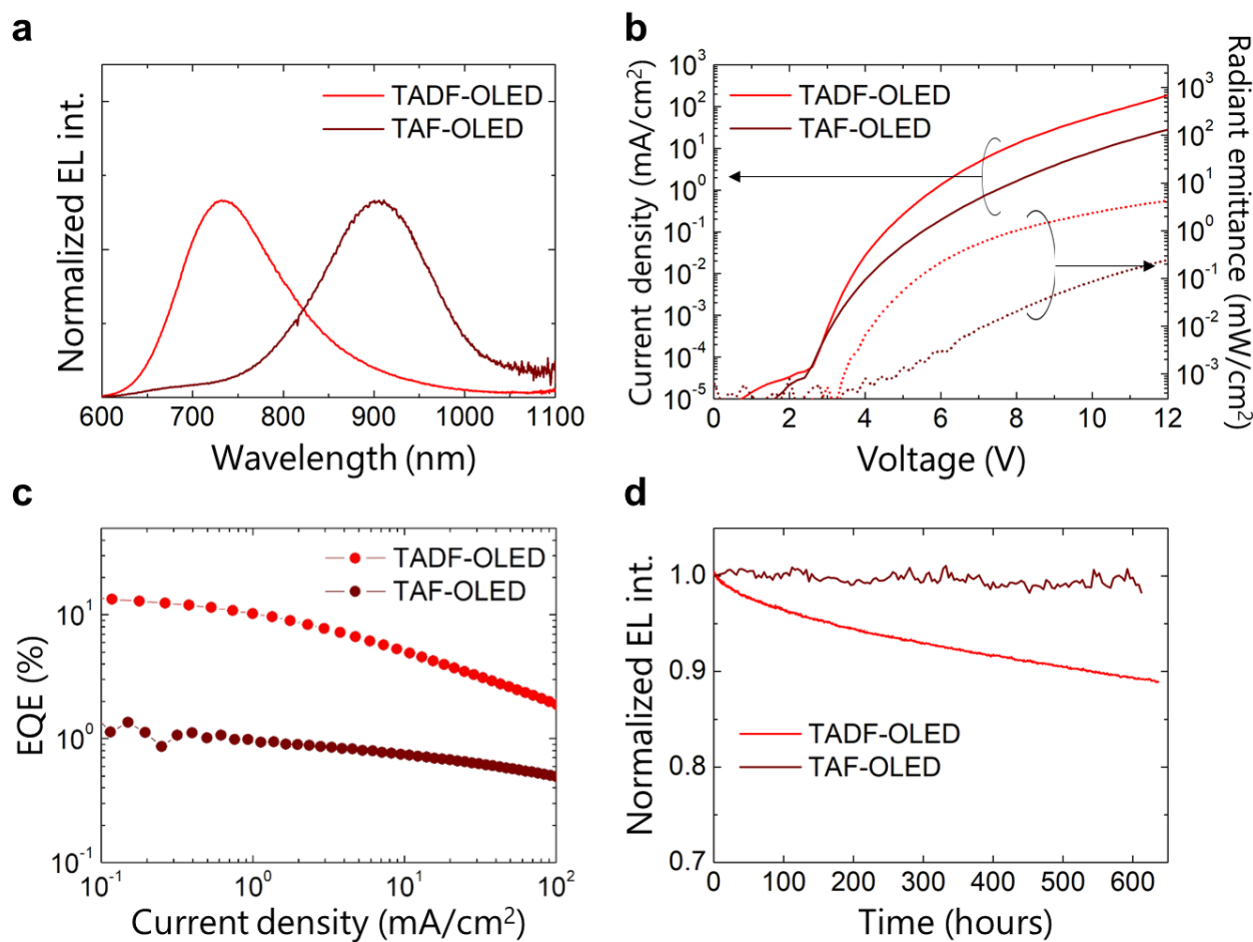 a
Normalized EL int.
TADF-OLED
TAF-OLED
600 700 800 900 1000 1100
Wavelength (nm)
b
Current density (mA/cm²)
10³
10²
10¹
10⁰
10⁻¹
10⁻²
10⁻³
10⁻⁴
10⁻⁵
TADF-OLED
TAF-OLED
10³
10²
10¹
10⁰
10⁻¹
10⁻²
10⁻³
Radiant emittance (mW/cm²)
0 2 4 6 8 10 12
Voltage (V)
c
EQE (%)
10¹
10⁰
10⁻¹
TADF-OLED
TAF-OLED
10⁻¹ 10⁰ 10¹ 10²
Current density (mA/cm²)
d
Normalized EL int.
1.0
0.9
0.8
0.7
TADF-OLED
TAF-OLED
0 100 200 300 400 500 600
Time (hours)